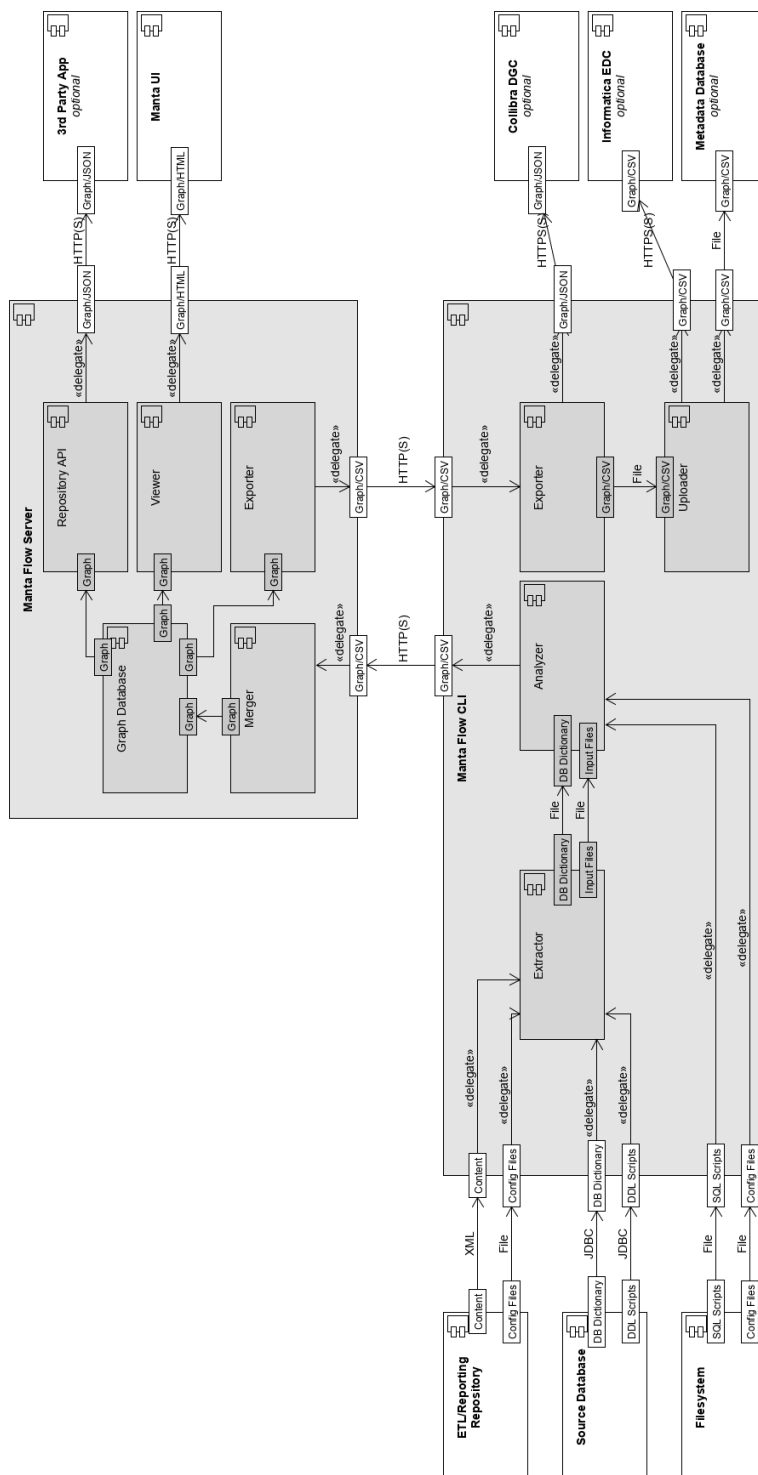 3rd Party App
optional
Manta UI
Graph/JSON
Graph/HTML
HTTP(S)
HTTP(S)
Graph/JSON
Graph/HTML
Manta Flow Server
«delegate»
«delegate»
Repository API
Viewer
Exporter
Graph
Graph
Graph
Graph
Graph
Graph
Graph
Graph
Graph Database
Merger
«delegate»
«delegate»
Graph/CSV
Graph/CSV
HTTP(S)
HTTP(S)
Graph/CSV
Graph/CSV
Manta Flow CLI
«delegate»
«delegate»
Collibra DGC
optional
Informatica EDC
optional
Metadata Database
optional
Graph/JSON
Graph/CSV
Graph/CSV
HTTPS(S)
HTTPS(S)
File
Graph/JSON
Graph/CSV
Graph/CSV
«delegate»
«delegate»
«delegate»
Exporter
Graph/CSV
File
Graph/CSV
Uploader
Analyzer
DB Dictionary
Input Files
File
File
DB Dictionary
Input Files
Extractor
«delegate»
«delegate»
«delegate»
«delegate»
«delegate»
«delegate»
Content
Config Files
DB Dictionary
DDL Scripts
SQL Scripts
Config Files
XML
File
JDBC
JDBC
File
File
Content
Config Files
DB Dictionary
DDL Scripts
SQL Scripts
Config Files
ETL/Reporting
Repository
Source Database
Filesystem